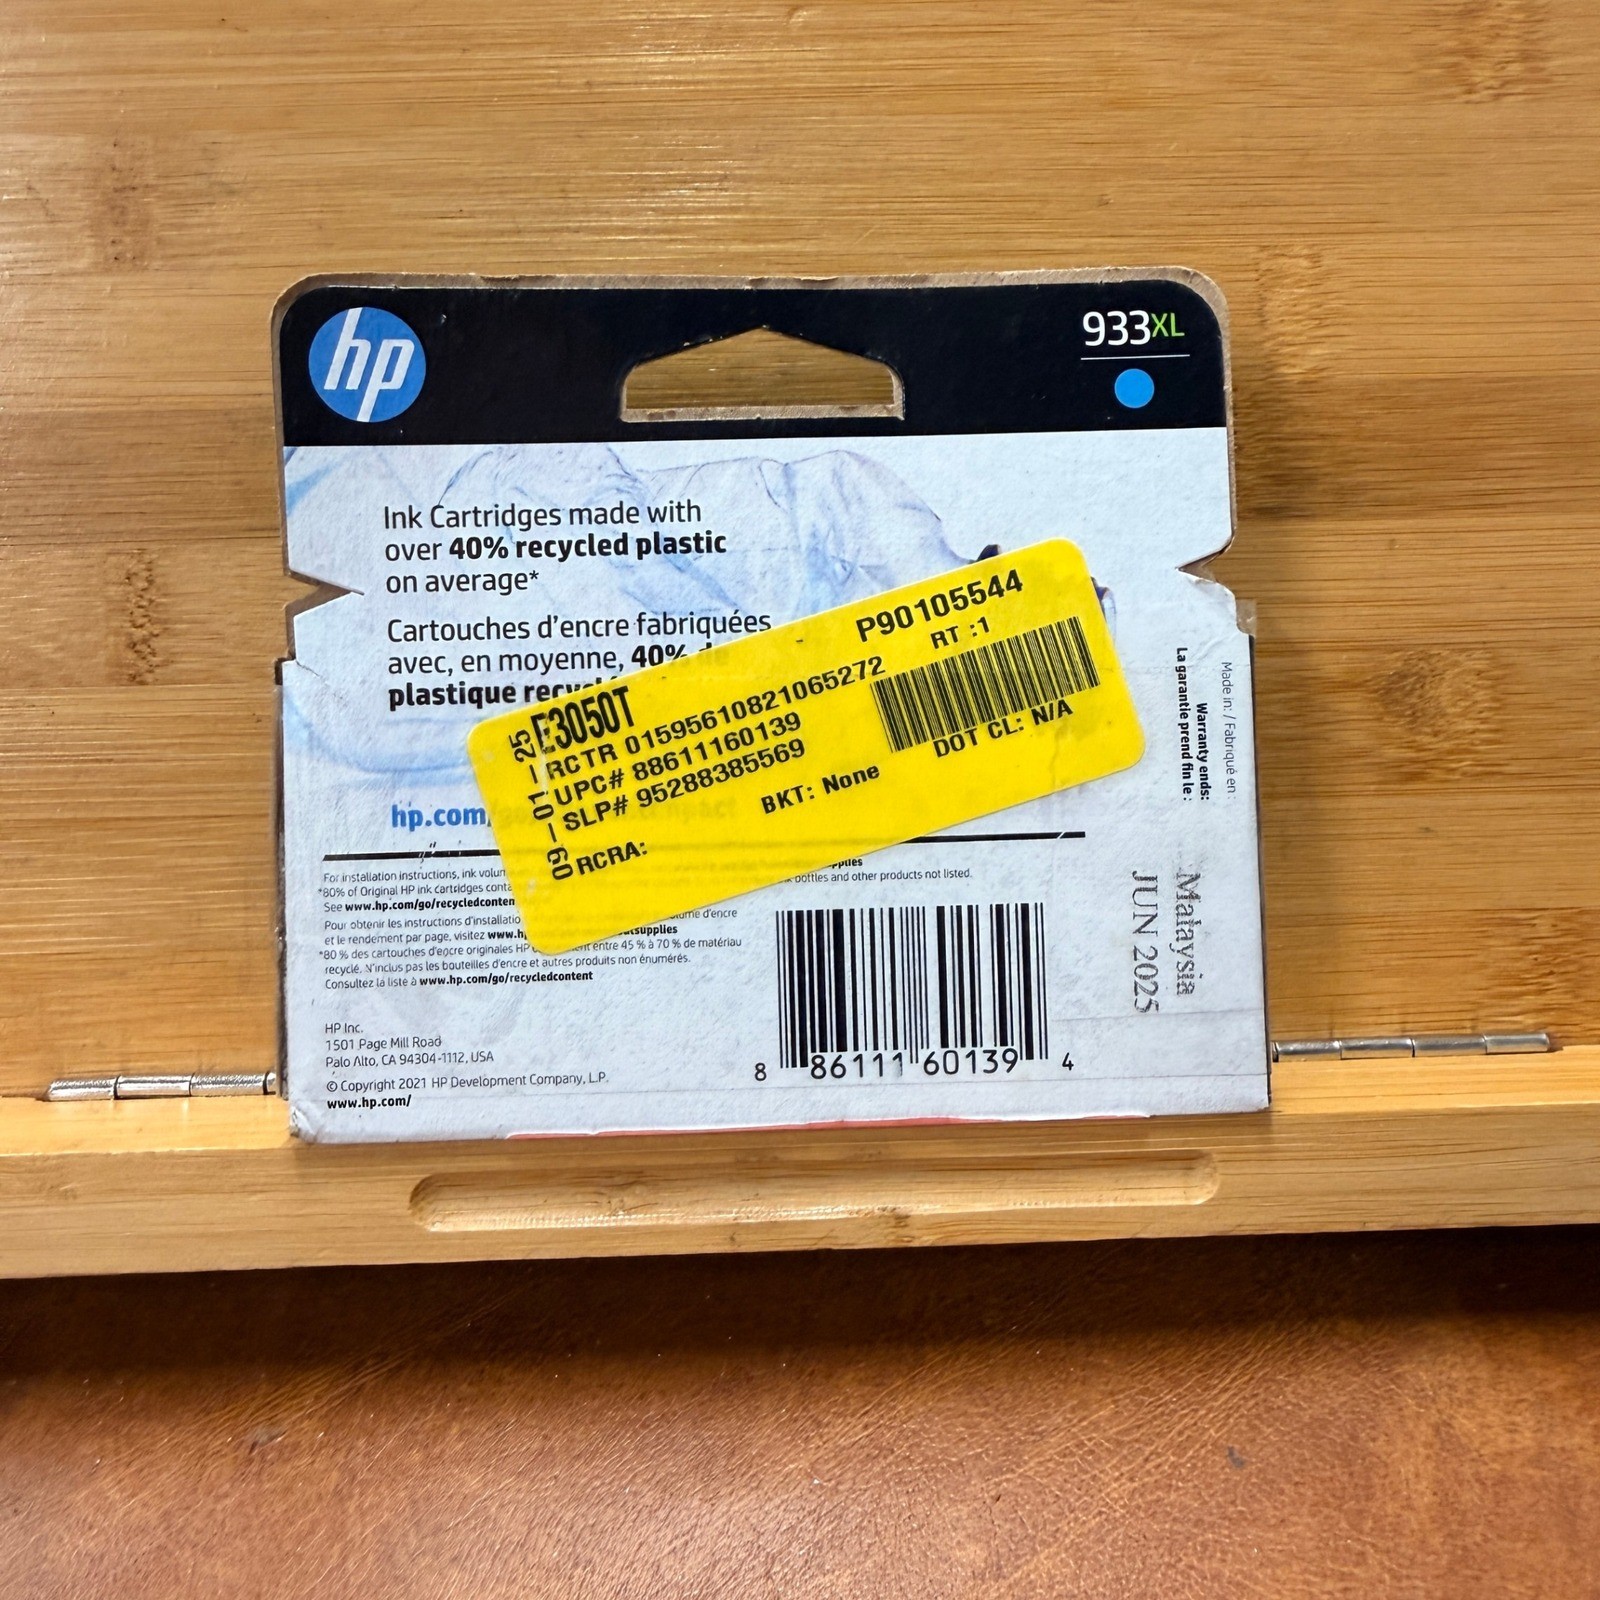 hp
933XL
Ink Cartridges made with
over 40% recycled plastic
on average*
Cartouches d'encre fabriquées
avec, en moyenne, 40% de
plastique
hp.com/
P90105544
RT :1
E3050T
RCTR 01595610821065272
UPC# 88611160139
SLP# 95288385569
RCRA:
BKT: None
DOT CL: N/A
09-01-25
For installation instructions, ink
*80% of Original HP ink cartridges
See www.hp.com/go/recycledconten
bottles and other products not listed.
Pour obtenir les instructions
et le rendement par page, visitez
*80 % des cartouches d'encre originales HP entre 45 % à 70 % de matériau
recyclé. N'inclus pas les bouteilles d'encre et autres produits non énumérés.
Consultez la liste à www.hp.com/go/recycledcontent
HP Inc.
1501 Page Mill Road
Palo Alto, CA 94304-1112, USA
© Copyright 2021 HP Development Company, L.P.
www.hp.com/
8 86111 60139 4
Made in: / Fabriqué en :
Warranty ends:
La garantie prend fin le :
Malaysia
JUN 2025